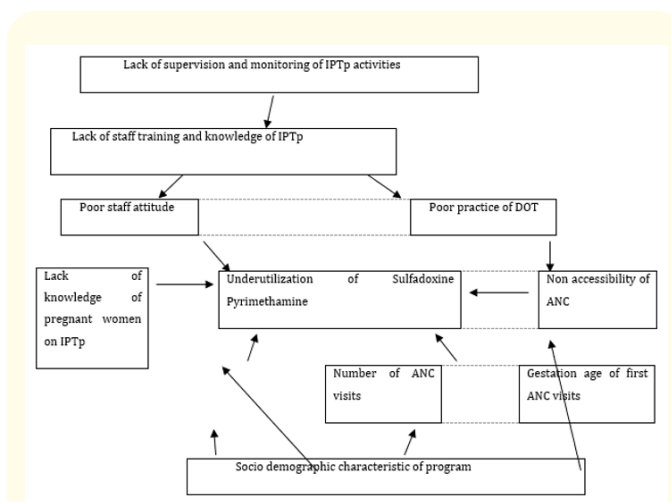 Lack of supervision and monitoring of IPTp activities
Lack of staff training and knowledge of IPTp
Poor staff attitude
Poor practice of DOT
Lack of
knowledge of
pregnant women
on IPTp
Underutilization of Sulfadoxine
Pyrimethamine
Non accessibility of
ANC
Number of ANC
visits
Gestation age of first
ANC visits
Socio demographic characteristic of program